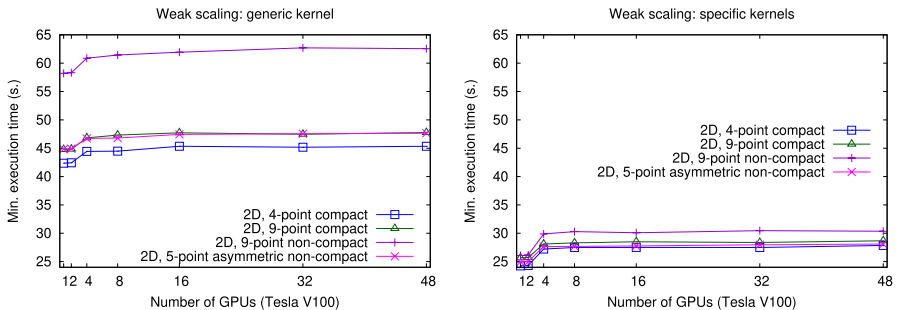 Weak scaling: generic kernel
65
60
55
50
45
40
35
30
25
Min. execution time (s.)
2D, 4-point compact
2D, 9-point compact
2D, 9-point non-compact
2D, 5-point asymmetric non-compact
1 2 4 8 16 32 48
Number of GPUs (Tesla V100)
Weak scaling: specific kernels
65
60
55
50
45
40
35
30
25
Min. execution time (s.)
2D, 4-point compact
2D, 9-point compact
2D, 9-point non-compact
2D, 5-point asymmetric non-compact
1 2 4 8 16 32 48
Number of GPUs (Tesla V100)